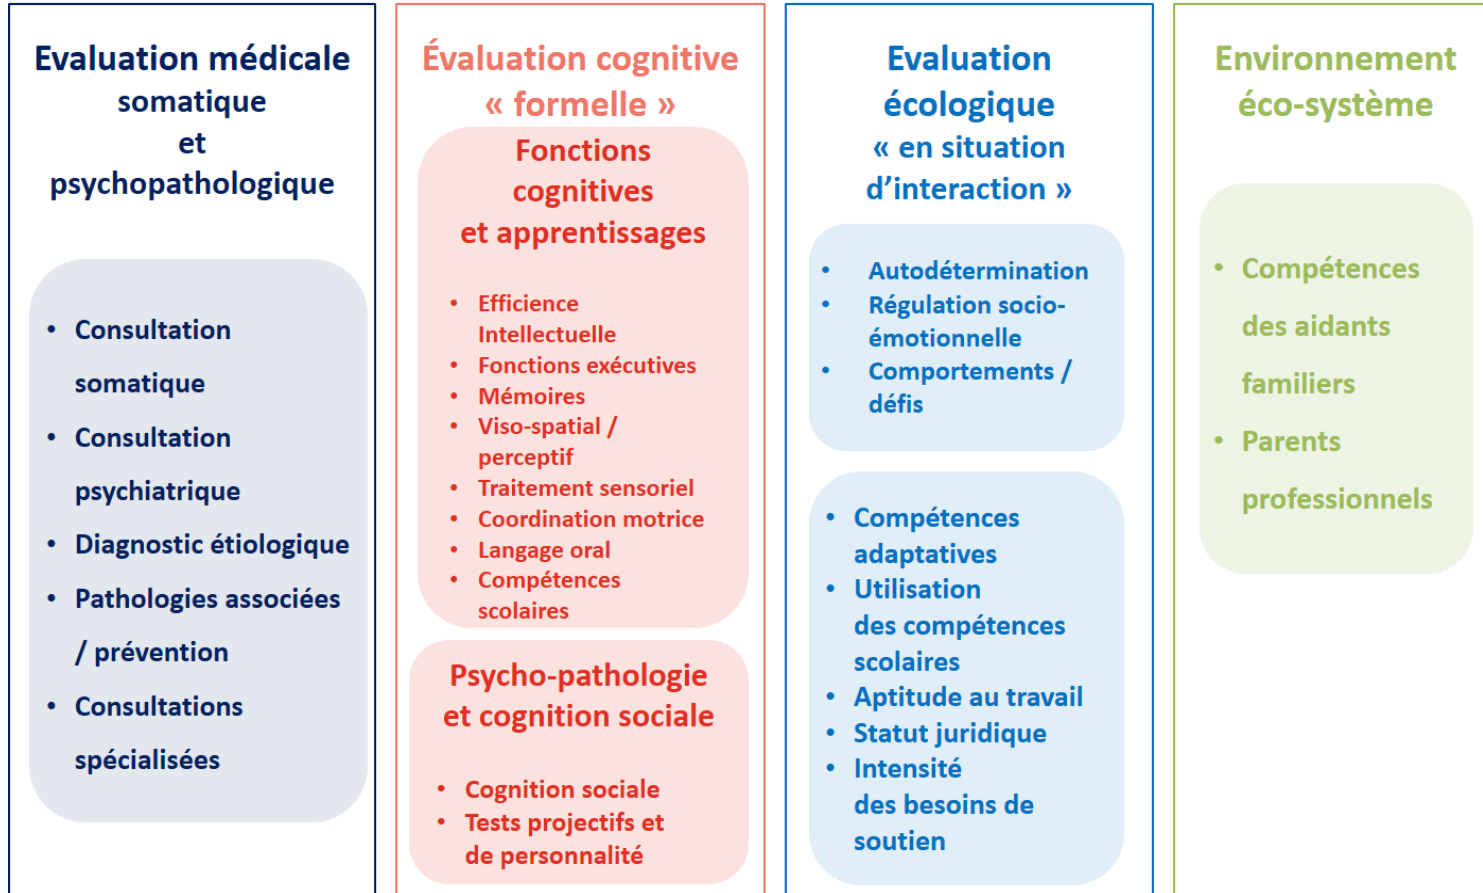 Evaluation médicale
somatique
et
psychopathologique
• Consultation
somatique
• Consultation
psychiatrique
• Diagnostic étiologique
• Pathologies associées
/ prévention
• Consultations
spécialisées
Évaluation cognitive
« formelle »
Fonctions
cognitives
et apprentissages
• Efficience
Intellectuelle
• Fonctions exécutives
• Mémoires
• Viso-spatial /
perceptif
• Traitement sensoriel
• Coordination motrice
• Langage oral
• Compétences
scolaires
Psycho-pathologie
et cognition sociale
• Cognition sociale
• Tests projectifs et
de personnalité
Evaluation
écologique
« en situation
d’interaction »
• Autodétermination
• Régulation socio-
émotionnelle
• Comportements /
défis
• Compétences
adaptatives
• Utilisation
des compétences
scolaires
• Aptitude au travail
• Statut juridique
• Intensité
des besoins de
soutien
Environnement
éco-système
• Compétences
des aidants
familiers
• Parents
professionnels